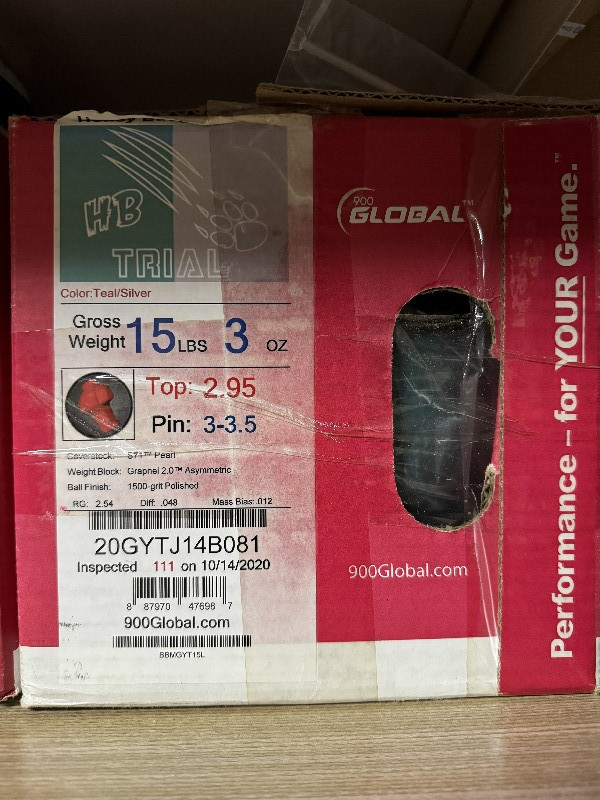 HB
TRIAL
Color:Teal/Silver
Gross Weight 15 LBS 3 OZ
Top: 2.95
Pin: 3-3.5
Coverstock: S71™ Pearl
Weight Block: Grapnel 2.0™ Asymmetric
Ball Finish: 1500-grit Polished
RG: 2.54 Diff: .048 Mass Bias: .012
20GYTJ14B081
Inspected 111 on 10/14/2020
8 87970 47698 7
900Global.com
BBMGYT15L
900
GLOBAL™
900Global.com
Performance – for YOUR Game.™